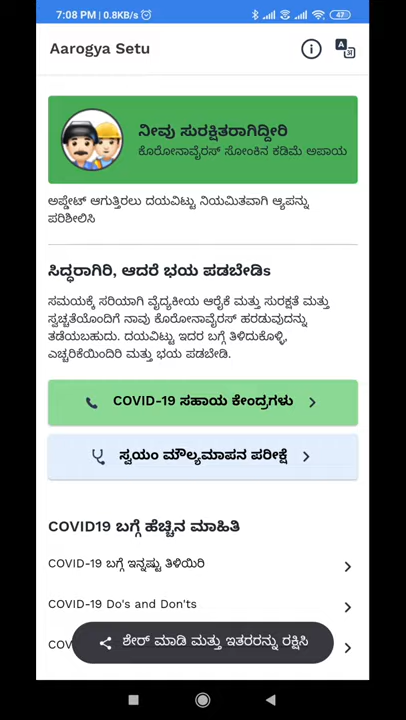 7:08 PM | 0.8KB/s
47
Aarogya Setu
ನೀವು ಸುರಕ್ಷಿತರಾಗಿದ್ದೀರಿ
ಕೊರೋನಾವೈರಸ್ ಸೋಂಕಿನ ಕಡಿಮೆ ಅಪಾಯ
ಅಪ್ಡೇಟ್ ಆಗುತ್ತಿರಲು ದಯವಿಟ್ಟು ನಿಯಮಿತವಾಗಿ ಆ್ಯಪನ್ನು
ಪರಿಶೀಲಿಸಿ
ಸಿದ್ಧರಾಗಿರಿ, ಆದರೆ ಭಯ ಪಡಬೇಡಿs
ಸಮಯಕ್ಕೆ ಸರಿಯಾಗಿ ವೈದ್ಯಕೀಯ ಆರೈಕೆ ಮತ್ತು ಸುರಕ್ಷತೆ ಮತ್ತು
ಸ್ವಚ್ಚತೆಯೊಂದಿಗೆ ನಾವು ಕೊರೋನಾವೈರಸ್ ಹರಡುವುದನ್ನು
ತಡೆಯಬಹುದು. ದಯವಿಟ್ಟು ಇದರ ಬಗ್ಗೆ ತಿಳಿದುಕೊಳ್ಳಿ,
ಎಚ್ಚರಿಕೆಯಿಂದಿರಿ ಮತ್ತು ಭಯ ಪಡಬೇಡಿ.
COVID-19 ಸಹಾಯ ಕೇಂದ್ರಗಳು
ಸ್ವಯಂ ಮೌಲ್ಯಮಾಪನ ಪರೀಕ್ಷೆ
COVID19 ಬಗ್ಗೆ ಹೆಚ್ಚಿನ ಮಾಹಿತಿ
COVID-19 ಬಗ್ಗೆ ಇನ್ನಷ್ಟು ತಿಳಿಯಿರಿ
COVID-19 Do's and Don'ts
COV
ಶೇರ್ ಮಾಡಿ ಮತ್ತು ಇತರರನ್ನು ರಕ್ಷಿಸಿ